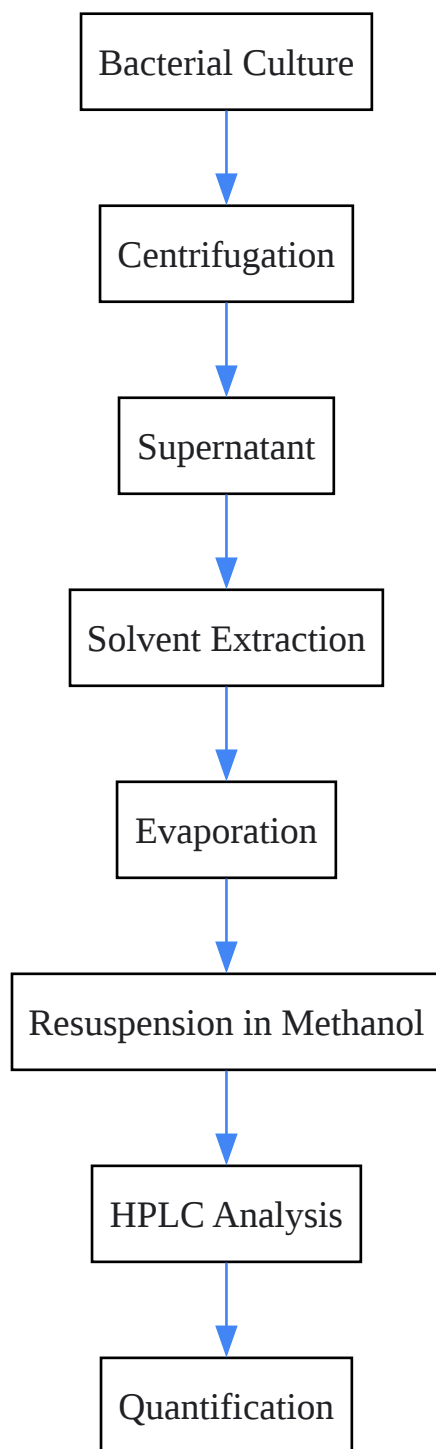 Bacterial Culture
Centrifugation
Supernatant
Solvent Extraction
Evaporation
Resuspension in Methanol
HPLC Analysis
Quantification